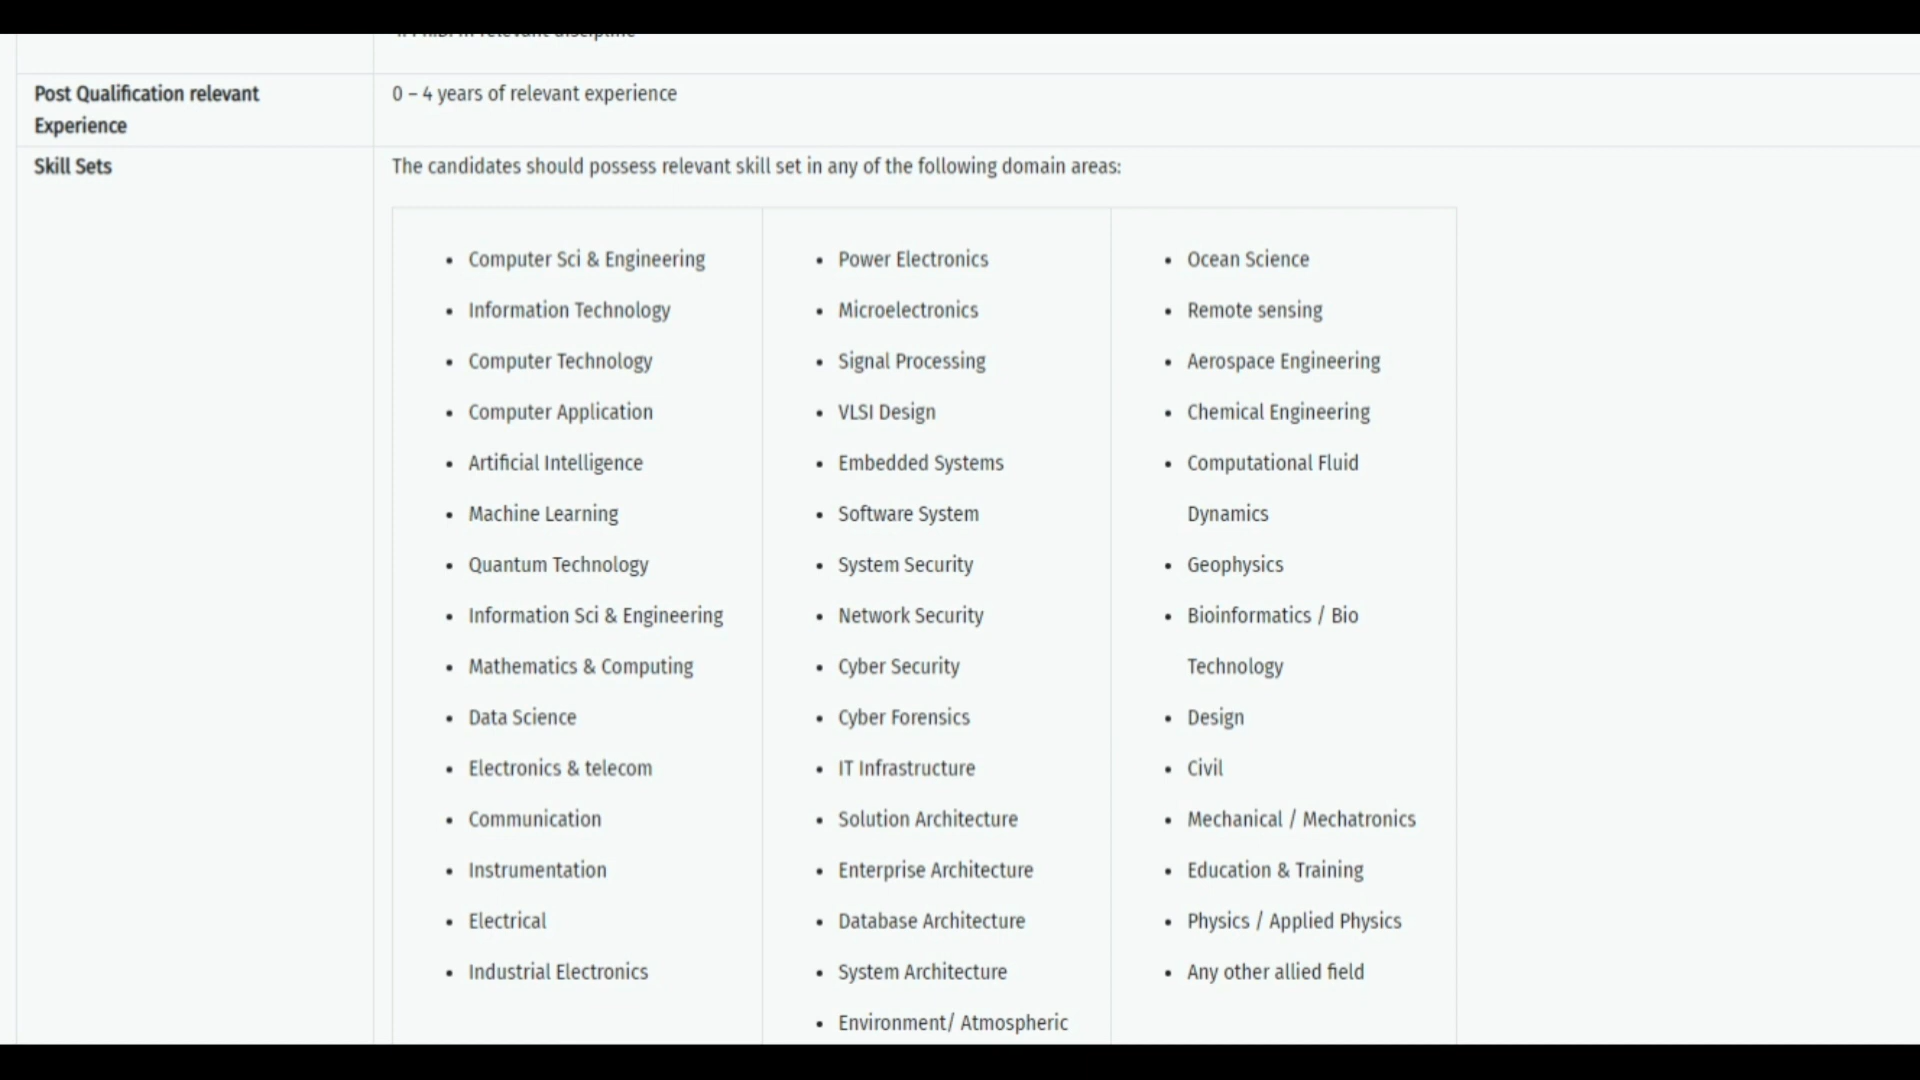 Post Qualification relevant
Experience
0 – 4 years of relevant experience
Skill Sets
The candidates should possess relevant skill set in any of the following domain areas:
• Computer Sci & Engineering
• Information Technology
• Computer Technology
• Computer Application
• Artificial Intelligence
• Machine Learning
• Quantum Technology
• Information Sci & Engineering
• Mathematics & Computing
• Data Science
• Electronics & telecom
• Communication
• Instrumentation
• Electrical
• Industrial Electronics
• Power Electronics
• Microelectronics
• Signal Processing
• VLSI Design
• Embedded Systems
• Software System
• System Security
• Network Security
• Cyber Security
• Cyber Forensics
• IT Infrastructure
• Solution Architecture
• Enterprise Architecture
• Database Architecture
• System Architecture
• Environment/ Atmospheric
• Ocean Science
• Remote sensing
• Aerospace Engineering
• Chemical Engineering
• Computational Fluid
Dynamics
• Geophysics
• Bioinformatics / Bio
Technology
• Design
• Civil
• Mechanical / Mechatronics
• Education & Training
• Physics / Applied Physics
• Any other allied field